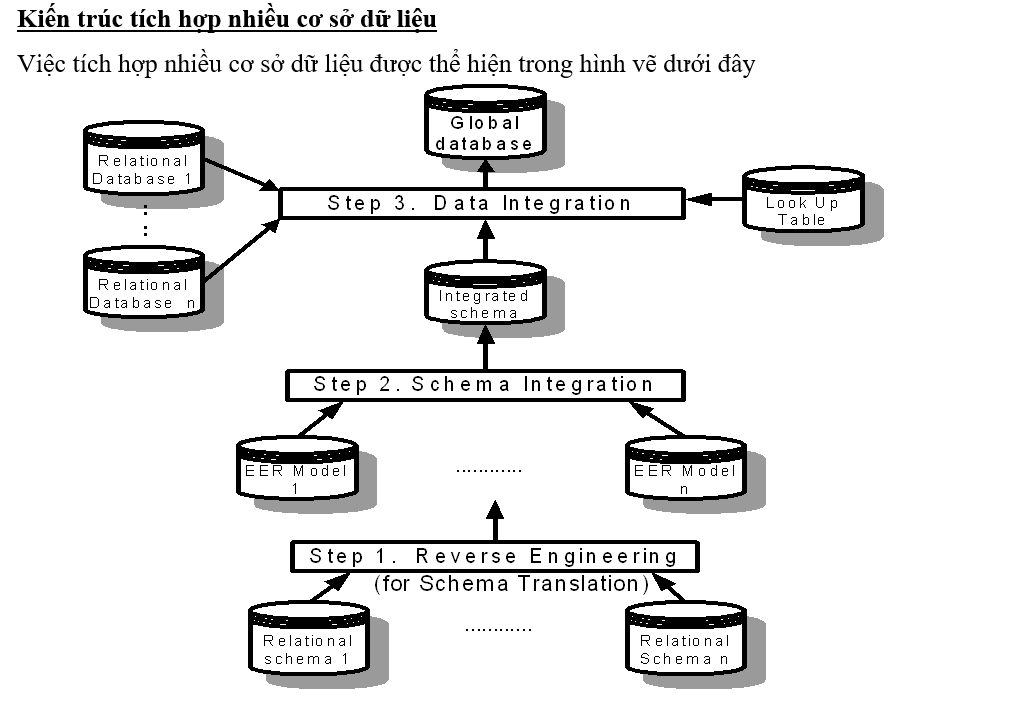 Kiến trúc tích hợp nhiều cơ sở dữ liệu
Việc tích hợp nhiều cơ sở dữ liệu được thể hiện trong hình vẽ dưới đây
Global
database
Relational
Database 1
:
:
Relational
Database n
Step 3. Data Integration
Look Up
Table
Integrated
schema
Step 2. Schema Integration
EER Model
1
............
EER Model
n
Step 1. Reverse Engineering
(for Schema Translation)
Relational
schema 1
............
Relational
Schema n